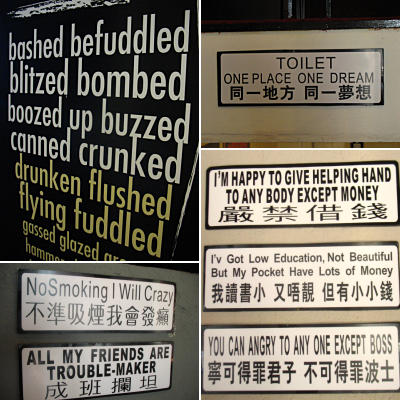 bashed befuddled
blitzed bombed
boozed up buzzed
canned crunked
drunken flushed
flying fuddled
gassed glazed
TOILET
ONE PLACE ONE DREAM
同一地方 同一夢想
I'M HAPPY TO GIVE HELPING HAND
TO ANY BODY EXCEPT MONEY
嚴禁借錢
I'v Got Low Education, Not Beautiful
But My Pocket Have Lots of Money
我讀書小 又唔靚 但有小小錢
YOU CAN ANGRY TO ANY ONE EXCEPT BOSS
寧可得罪君子 不可得罪波士
NoSmoking I Will Crazy
不準吸煙我會發癲
ALL MY FRIENDS ARE
TROUBLE-MAKER
成班攔坦